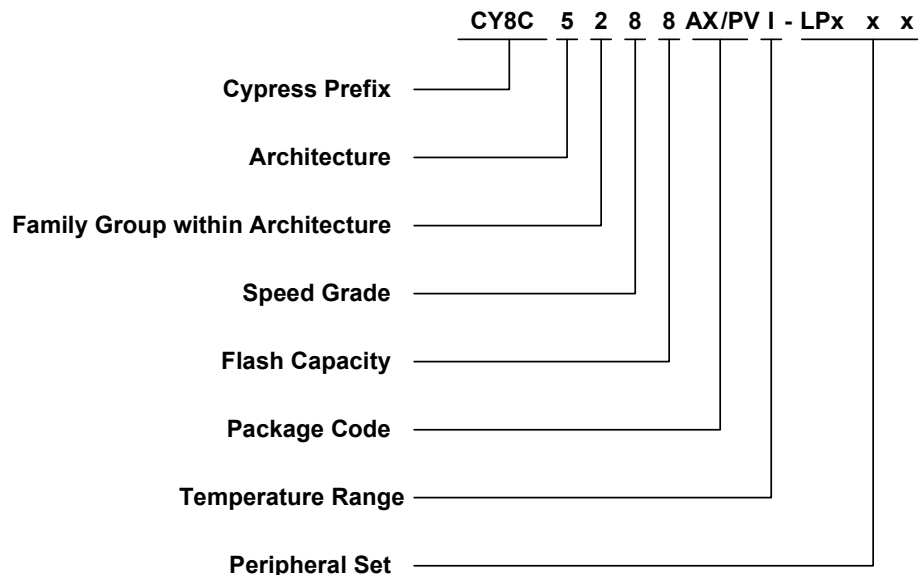 CY8C 5 2 8 8 AX/PV I - LPx x x
Cypress Prefix
Architecture
Family Group within Architecture
Speed Grade
Flash Capacity
Package Code
Temperature Range
Peripheral Set